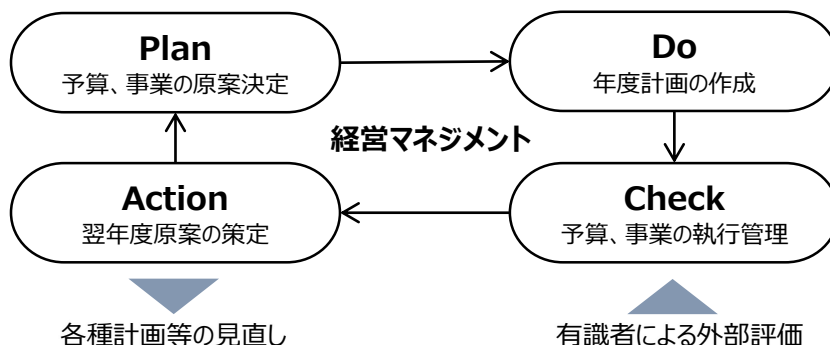 Plan
予算、事業の原案決定
Do
年度計画の作成
経営マネジメント
Action
翌年度原案の策定
Check
予算、事業の執行管理
各種計画等の見直し
有識者による外部評価